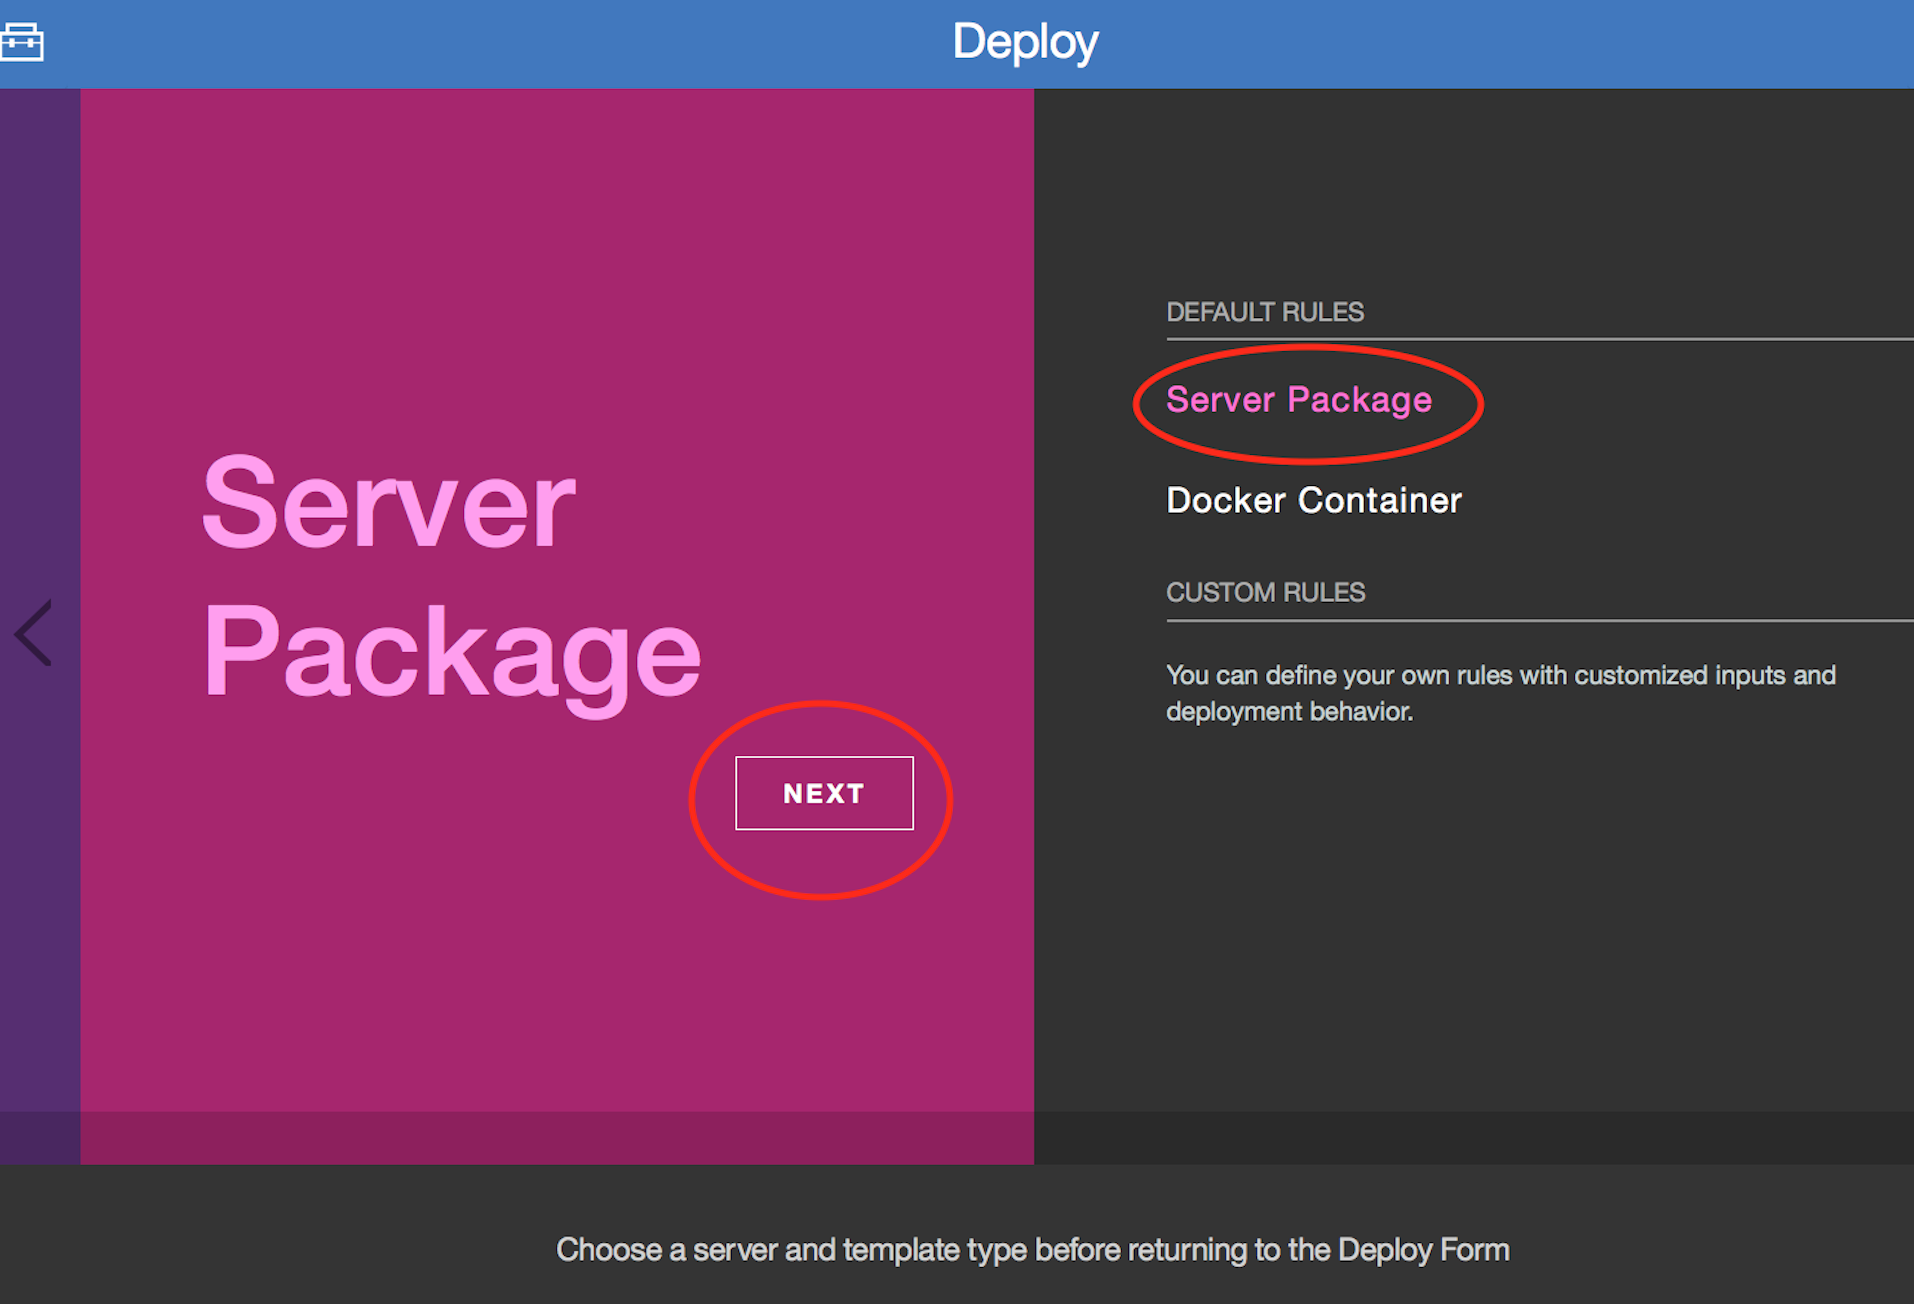 Deploy
Server
Package
NEXT
DEFAULT RULES
Server Package
Docker Container
CUSTOM RULES
You can define your own rules with customized inputs and
deployment behavior.
Choose a server and template type before returning to the Deploy Form